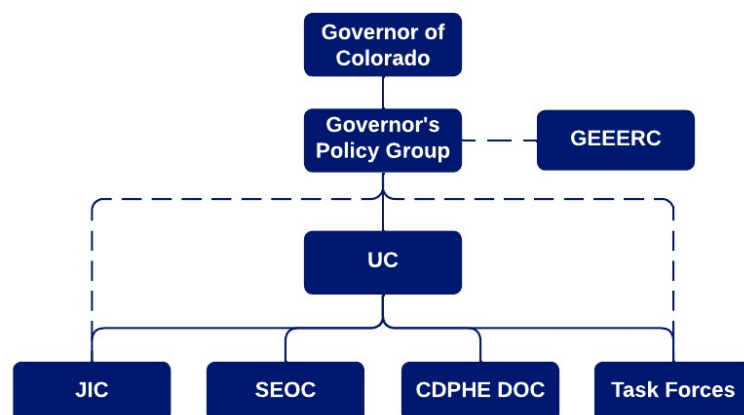 Governor of
Colorado
Governor's
Policy Group
GEEERC
UC
JIC
SEOC
CDPHE DOC
Task Forces